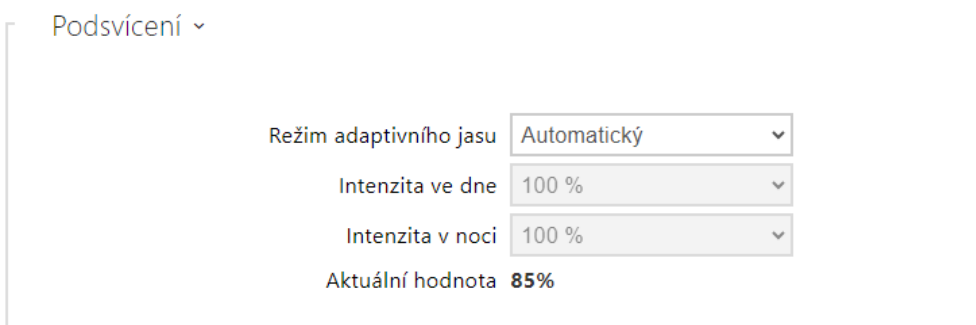 Podsvícení
Režim adaptivního jasu Automatický
Intenzita ve dne 100 %
Intenzita v noci 100 %
Aktuální hodnota 85%